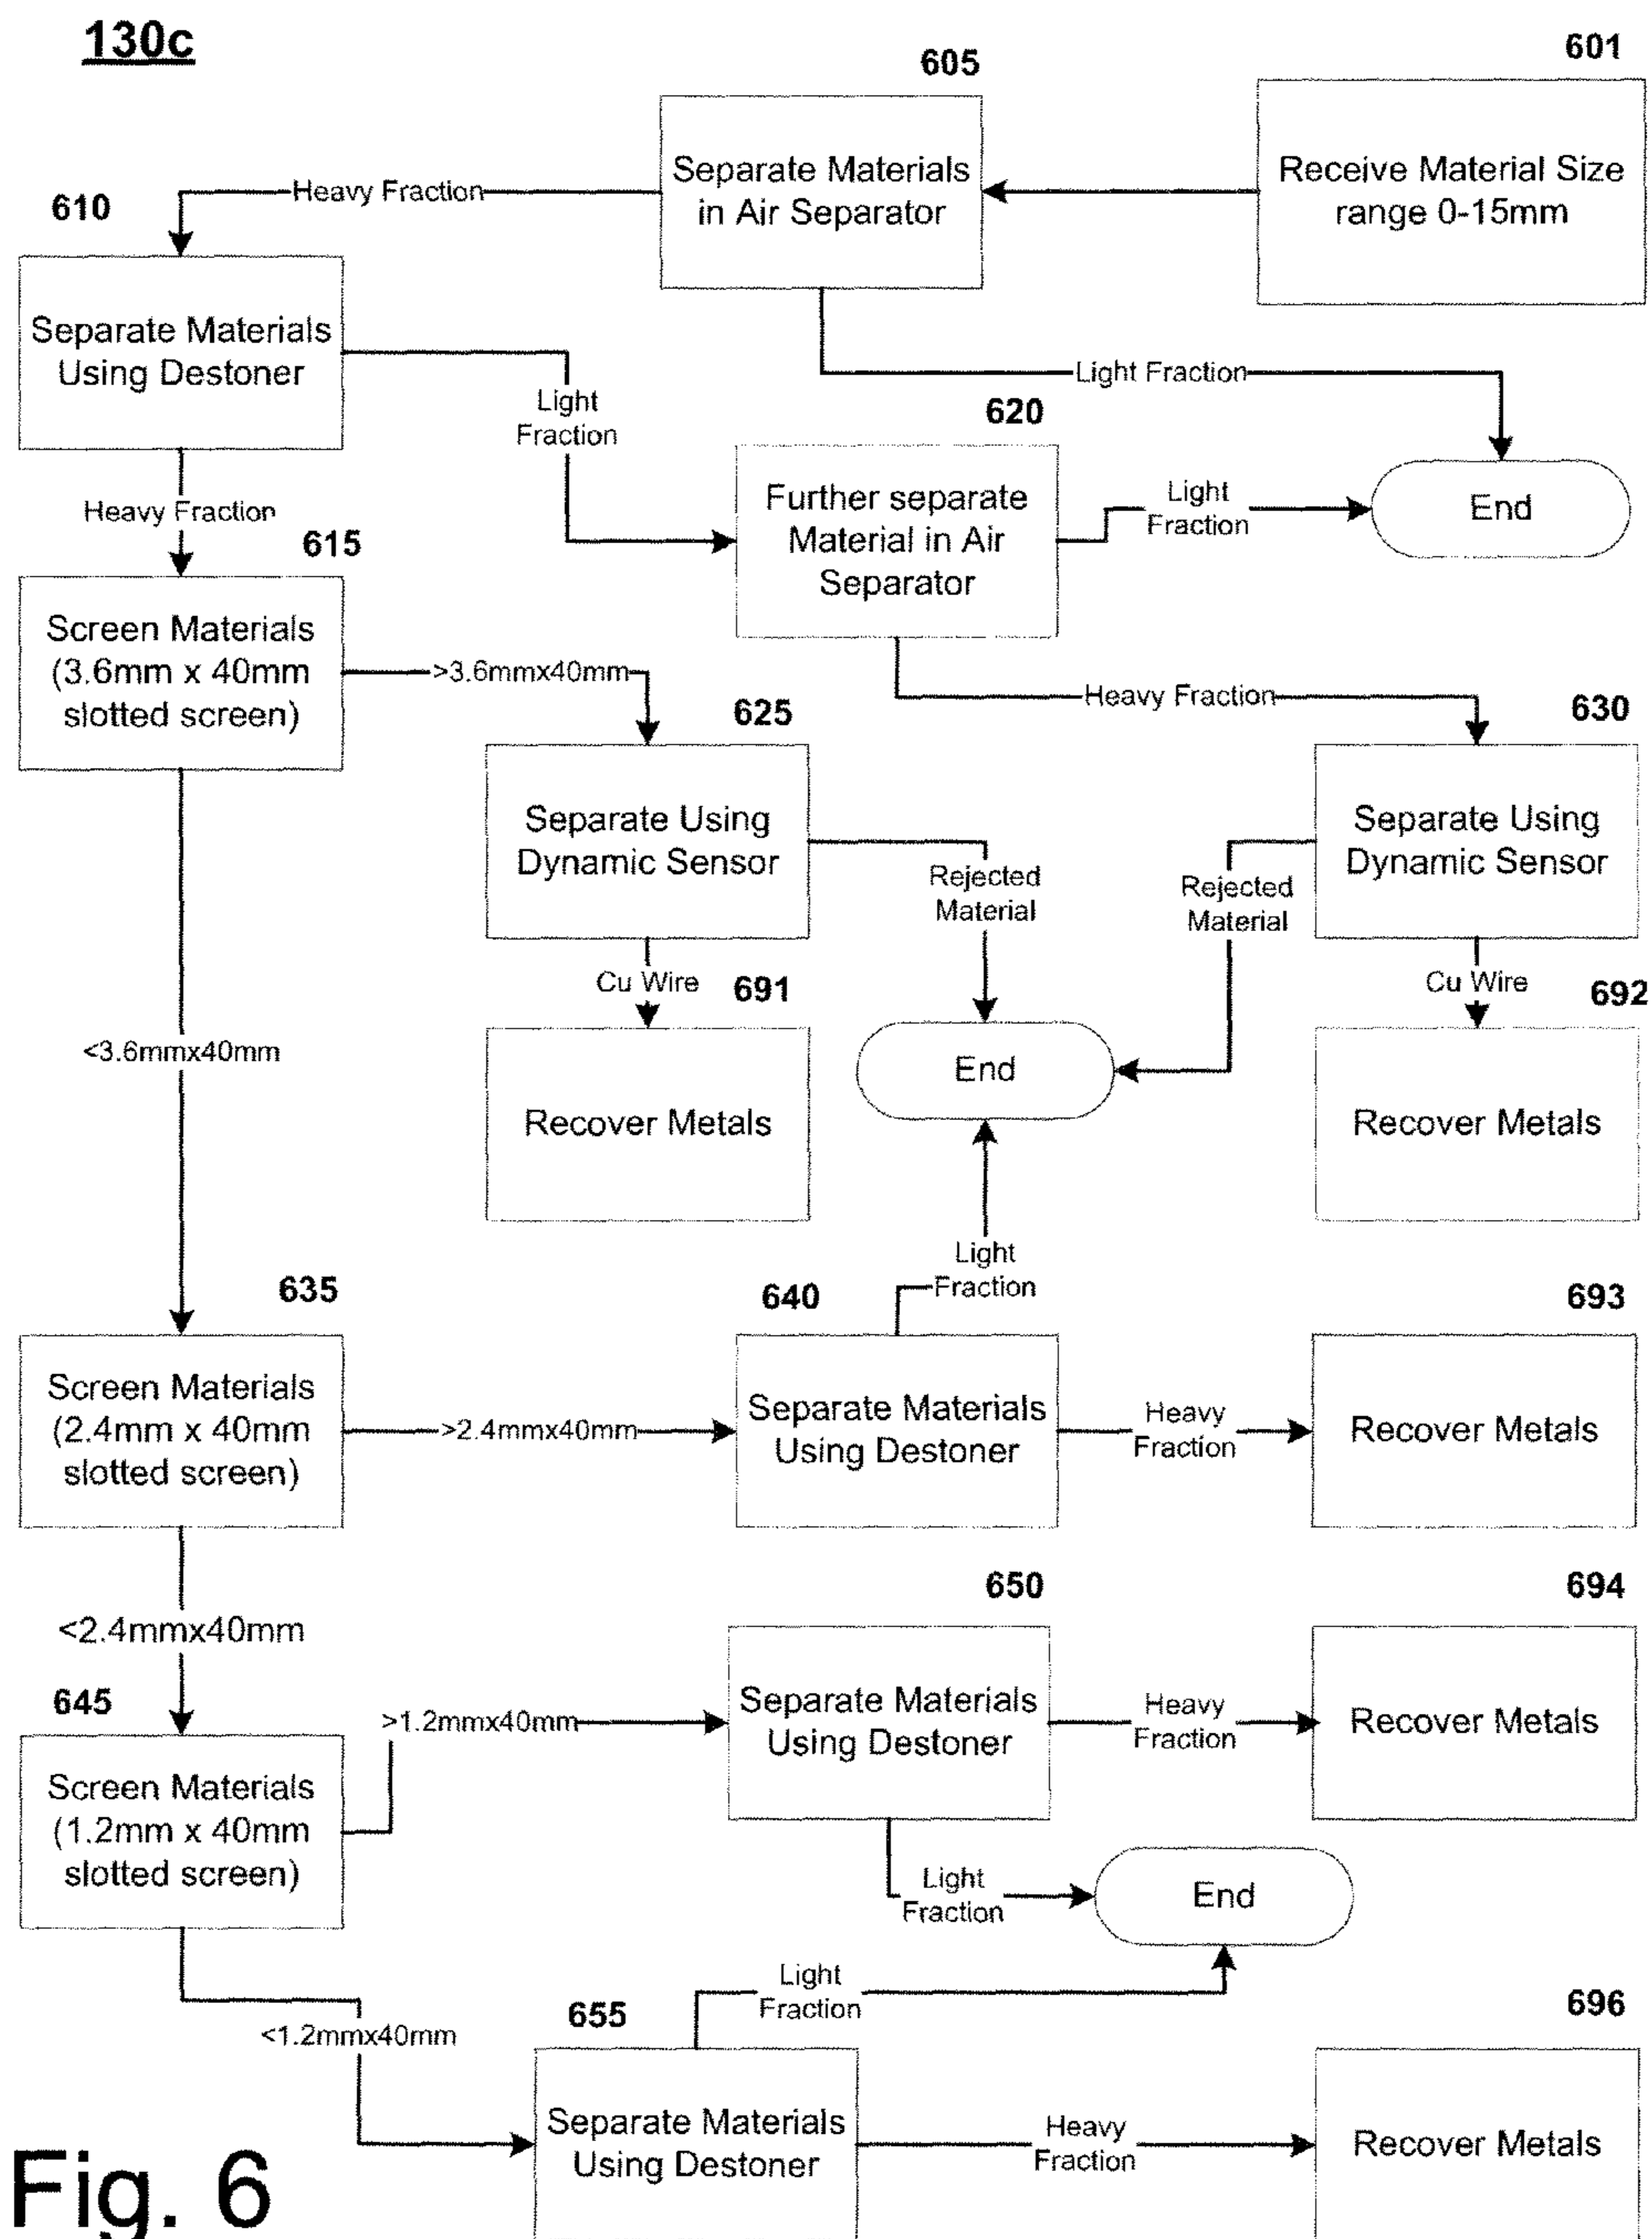 130c
601
605
Receive Material Size
range 0-15mm
Separate Materials
in Air Separator
Heavy Fraction
610
Light Fraction
Separate Materials
Using Destoner
Light
Fraction
620
Further separate
Material in Air
Separator
Light
Fraction
End
Heavy Fraction
615
Screen Materials
(3.6mm x 40mm
slotted screen)
>3.6mmx40mm
Heavy Fraction
625
630
Separate Using
Dynamic Sensor
Separate Using
Dynamic Sensor
Rejected
Material
Rejected
Material
Cu Wire
691
Cu Wire
692
<3.6mmx40mm
Recover Metals
End
Recover Metals
Light
Fraction
635
640
693
Screen Materials
(2.4mm x 40mm
slotted screen)
>2.4mmx40mm
Separate Materials
Using Destoner
Heavy
Fraction
Recover Metals
<2.4mmx40mm
650
694
645
>1.2mmx40mm
Separate Materials
Using Destoner
Heavy
Fraction
Recover Metals
Screen Materials
(1.2mm x 40mm
slotted screen)
Light
Fraction
End
Light
Fraction
<1.2mmx40mm
655
696
Separate Materials
Using Destoner
Heavy
Fraction
Recover Metals
Fig. 6